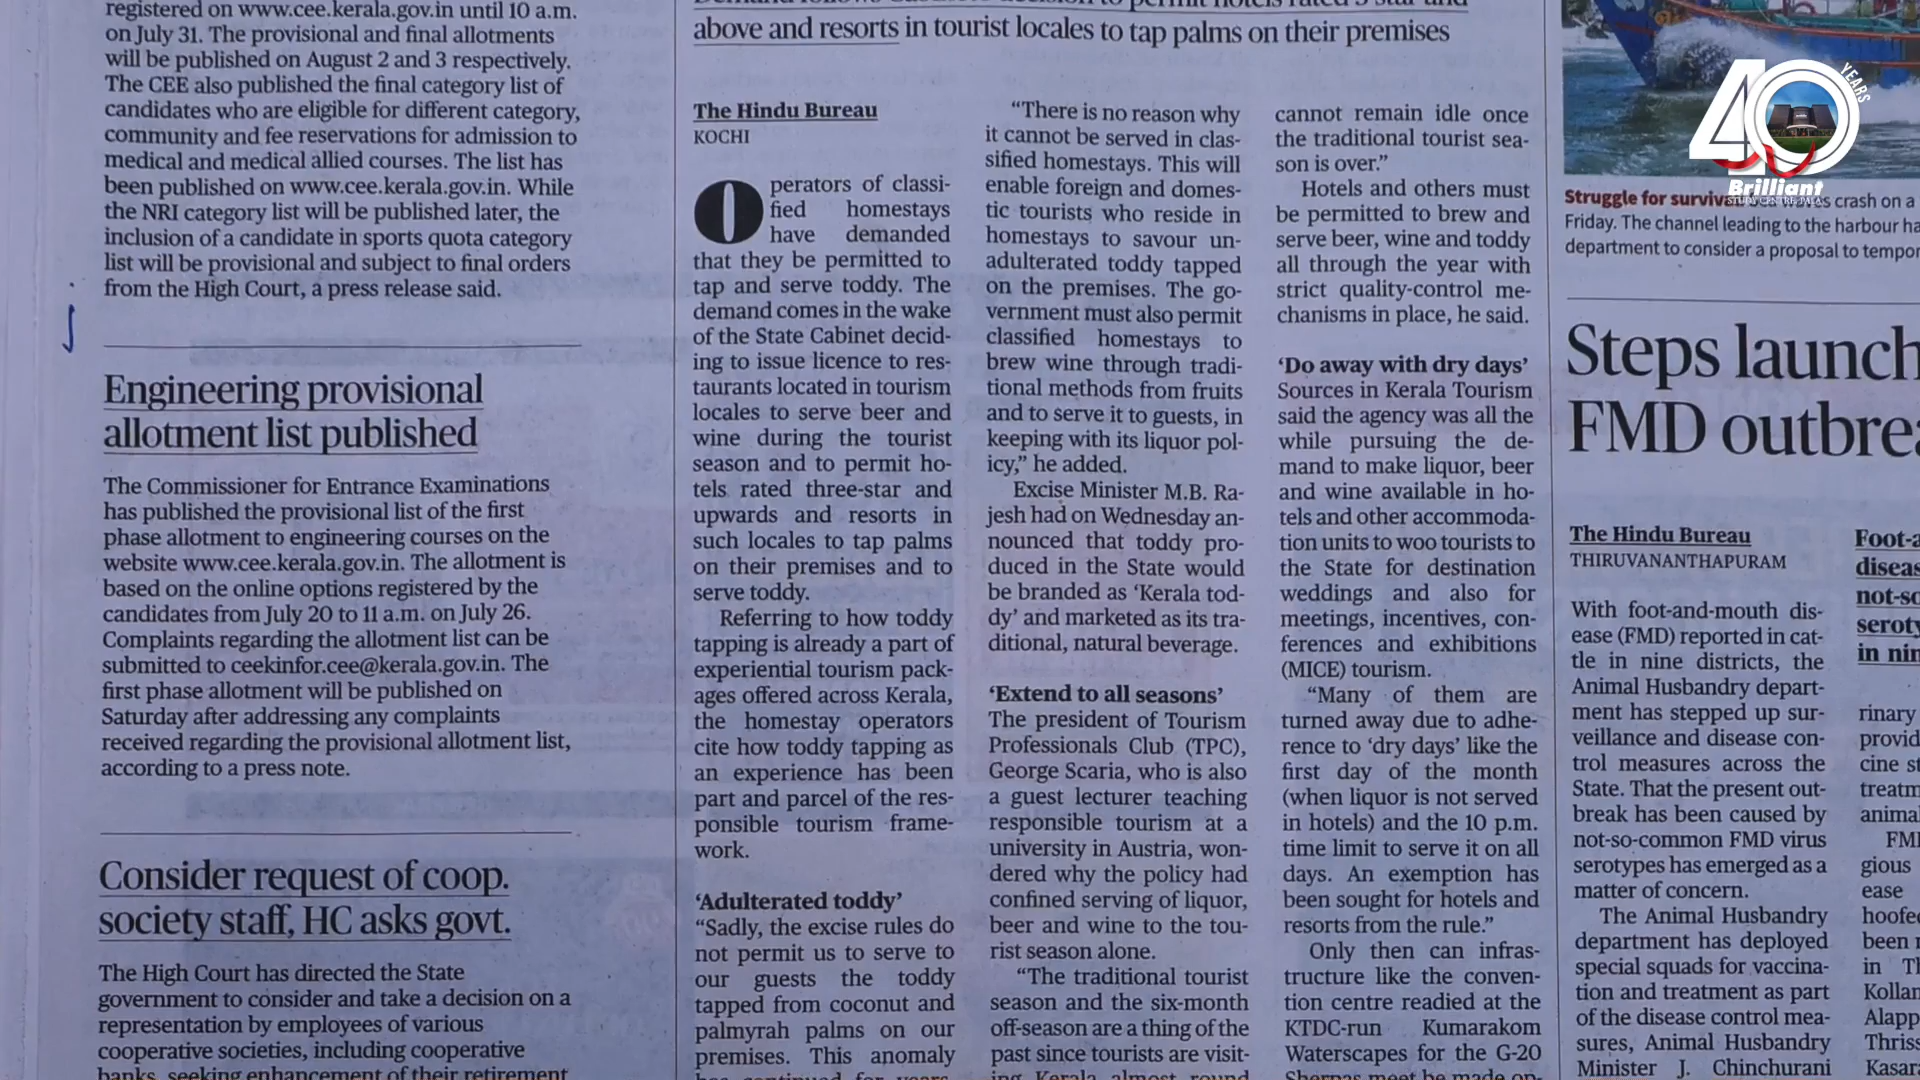 registered on www.cee.kerala.gov.in until 10 a.m.
on July 31. The provisional and final allotments
will be published on August 2 and 3 respectively.
The CEE also published the final category list of
candidates who are eligible for different category,
community and fee reservations for admission to
medical and medical allied courses. The list has
been published on www.cee.kerala.gov.in. While
the NRI category list will be published later, the
inclusion of a candidate in sports quota category
list will be provisional and subject to final orders
from the High Court, a press release said.
Engineering provisional
allotment list published
The Commissioner for Entrance Examinations
has published the provisional list of the first
phase allotment to engineering courses on the
website www.cee.kerala.gov.in. The allotment is
based on the online options registered by the
candidates from July 20 to 11 a.m. on July 26.
Complaints regarding the allotment list can be
submitted to ceekinfor.cee@kerala.gov.in. The
first phase allotment will be published on
Saturday after addressing any complaints
received regarding the provisional allotment list,
according to a press note.
Consider request of coop.
society staff, HC asks govt.
The High Court has directed the State
government to consider and take a decision on a
representation by employees of various
cooperative societies, including cooperative
banks, seeking enhancement of their retirement
above and resorts in tourist locales to tap palms on their premises
The Hindu Bureau
KOCHI
Operators of classi-
fied homestays
have demanded
that they be permitted to
tap and serve toddy. The
demand comes in the wake
of the State Cabinet decid-
ing to issue licence to res-
taurants located in tourism
locales to serve beer and
wine during the tourist
season and to permit ho-
tels rated three-star and
upwards and resorts in
such locales to tap palms
on their premises and to
serve toddy.
Referring to how toddy
tapping is already a part of
experiential tourism pack-
ages offered across Kerala,
the homestay operators
cite how toddy tapping as
an experience has been
part and parcel of the res-
ponsible tourism frame-
work.
‘Adulterated toddy’
“Sadly, the excise rules do
not permit us to serve to
our guests the toddy
tapped from coconut and
palmyrah palms on our
premises. This anomaly
“There is no reason why
it cannot be served in clas-
sified homestays. This will
enable foreign and domes-
tic tourists who reside in
homestays to savour un-
adulterated toddy tapped
on the premises. The go-
vernment must also permit
classified homestays to
brew wine through tradi-
tional methods from fruits
and to serve it to guests, in
keeping with its liquor pol-
icy,” he added.
Excise Minister M.B. Ra-
jesh had on Wednesday an-
nounced that toddy pro-
duced in the State would
be branded as ‘Kerala tod-
dy’ and marketed as its tra-
ditional, natural beverage.
‘Extend to all seasons’
The president of Tourism
Professionals Club (TPC),
George Scaria, who is also
a guest lecturer teaching
responsible tourism at a
university in Austria, won-
dered why the policy had
confined serving of liquor,
beer and wine to the tou-
rist season alone.
“The traditional tourist
season and the six-month
off-season are a thing of the
past since tourists are visit-
ing Kerala almost round
cannot remain idle once
the traditional tourist sea-
son is over.”
Hotels and others must
be permitted to brew and
serve beer, wine and toddy
all through the year with
strict quality-control me-
chanisms in place, he said.
‘Do away with dry days’
Sources in Kerala Tourism
said the agency was all the
while pursuing the de-
mand to make liquor, beer
and wine available in ho-
tels and other accommoda-
tion units to woo tourists to
the State for destination
weddings and also for
meetings, incentives, con-
ferences and exhibitions
(MICE) tourism.
“Many of them are
turned away due to adhe-
rence to ‘dry days’ like the
first day of the month
(when liquor is not served
in hotels) and the 10 p.m.
time limit to serve it on all
days. An exemption has
been sought for hotels and
resorts from the rule.”
Only then can infras-
tructure like the conven-
tion centre readied at the
KTDC-run Kumarakom
Waterscapes for the G-20
40 YEARS
Brilliant
STUDY CENTRE PALA
Struggle for surviv crash on a
Friday. The channel leading to the harbour ha
department to consider a proposal to tempor
Steps launch
FMD outbrea
The Hindu Bureau
THIRUVANANTHAPURAM
With foot-and-mouth dis-
ease (FMD) reported in cat-
tle in nine districts, the
Animal Husbandry depart-
ment has stepped up sur-
veillance and disease con-
trol measures across the
State. That the present out-
break has been caused by
not-so-common FMD virus
serotypes has emerged as a
matter of concern.
The Animal Husbandry
department has deployed
special squads for vaccina-
tion and treatment as part
of the disease control mea-
sures, Animal Husbandry
Minister J. Chinchurani
Foot-a
diseas
not-so
seroty
in nin
rinary
provid
cine st
treatm
animal
FMI
gious
ease
hoofed
been r
in Tl
Kollan
Alapp
Thriss
Kasar